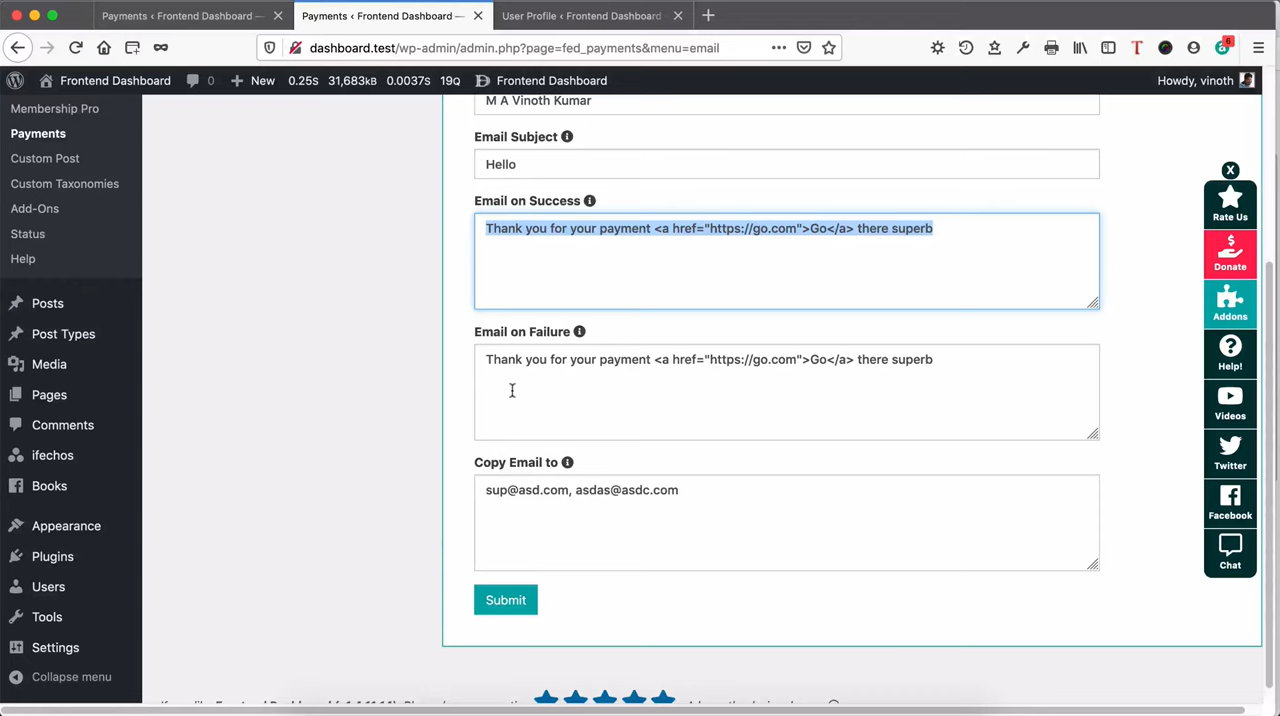 Payments ‹ Frontend Dashboard —
Payments ‹ Frontend Dashboard —
User Profile ‹ Frontend Dashboard
dashboard.test/wp-admin/admin.php?page=fed_payments&menu=email
6
Frontend Dashboard
0
New
0.25S
31,683kB
0.0037S
19Q
Frontend Dashboard
Howdy, vinoth
Membership Pro
Payments
Custom Post
Custom Taxonomies
Add-Ons
Status
Help
Posts
Post Types
Media
Pages
Comments
ifechos
Books
Appearance
Plugins
Users
Tools
Settings
Collapse menu
M A Vinoth Kumar
Email Subject
Hello
Email on Success
Thank you for your payment <a href="https://go.com">Go</a> there superb
Email on Failure
Thank you for your payment <a href="https://go.com">Go</a> there superb
Copy Email to
sup@asd.com, asdas@asdc.com
Submit
X
Rate Us
Donate
Addons
Help!
Videos
Twitter
Facebook
Chat